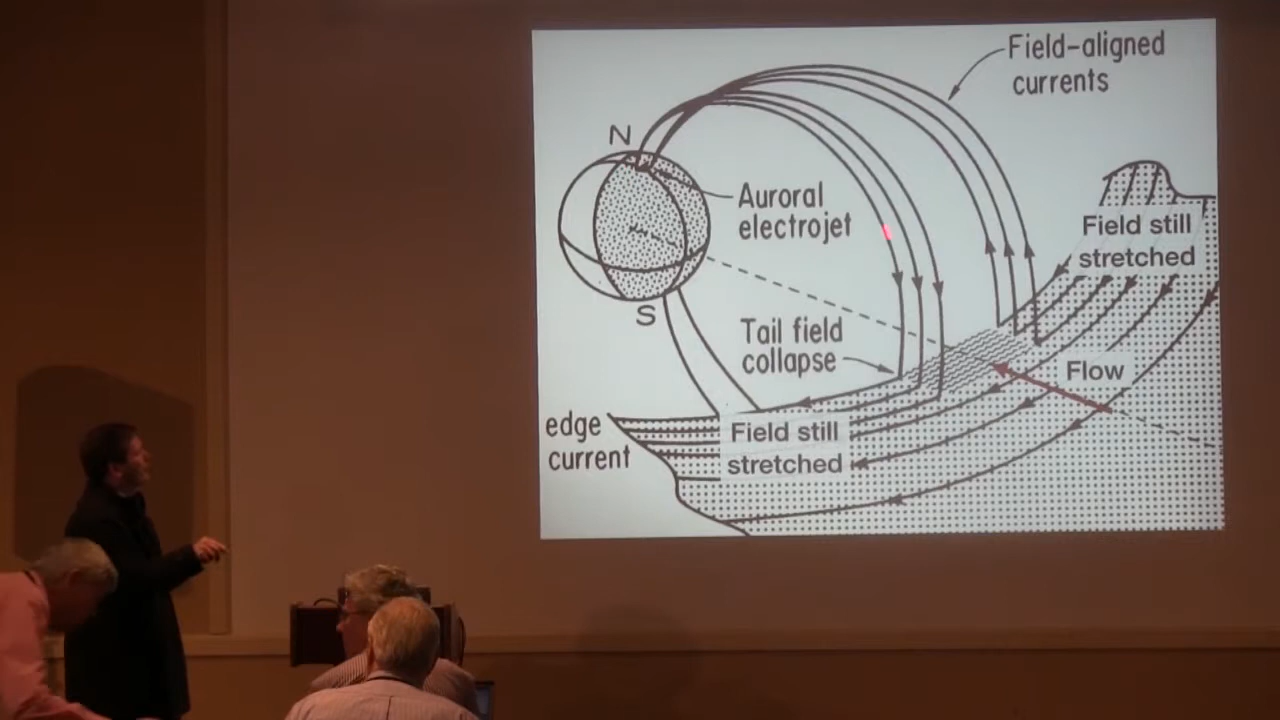 Field-aligned
currents
N
Auroral
electrojet
Field still
stretched
S
Tail field
collapse
Flow
edge
current
Field still
stretched